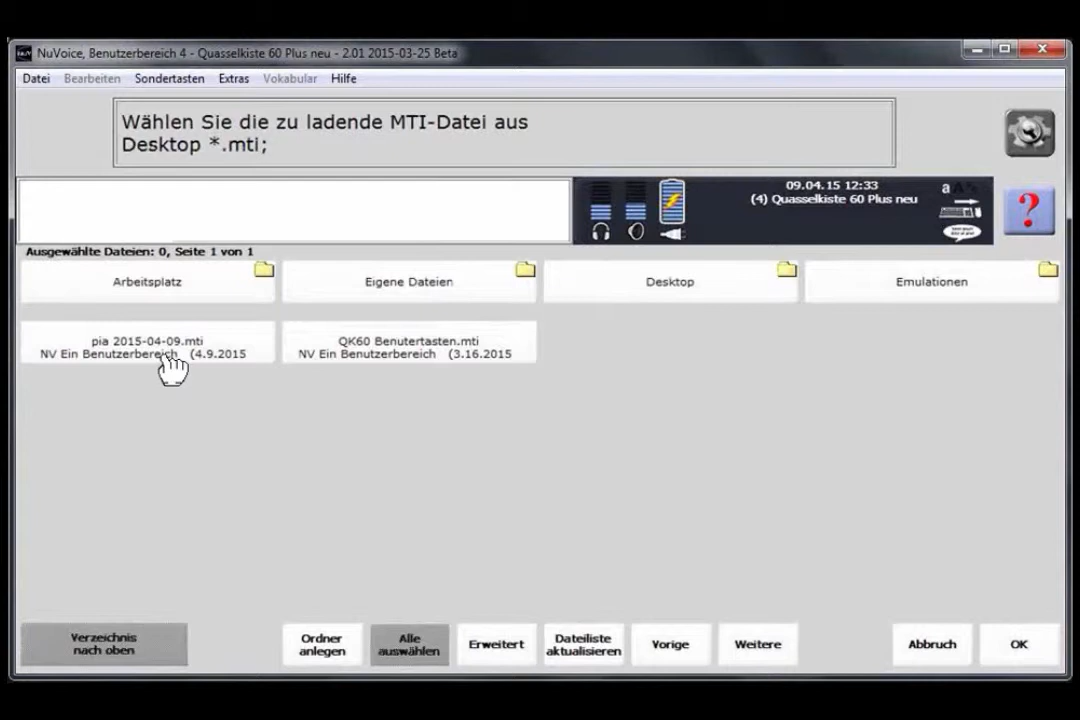 NuVoice, Benutzerbereich 4 - Quasselkiste 60 Plus neu - 2.01 2015-03-25 Beta
Datei Bearbeiten Sondertasten Extras Vokabular Hilfe
Wählen Sie die zu ladende MTI-Datei aus
Desktop *.mti;
09.04.15 12:33
(4) Quasselkiste 60 Plus neu
?
Ausgewählte Dateien: 0, Seite 1 von 1
Arbeitsplatz Eigene Dateien Desktop Emulationen
pia 2015-04-09.mti
NV Ein Benutzerbereich (4.9.2015
QK60 Benutertasten.mti
NV Ein Benutzerbereich (3.16.2015
Verzeichnis
nach oben
Ordner
anlegen
Alle
auswählen
Erweitert
Dateiliste
aktualisieren
Vorige
Weitere
Abbruch
OK